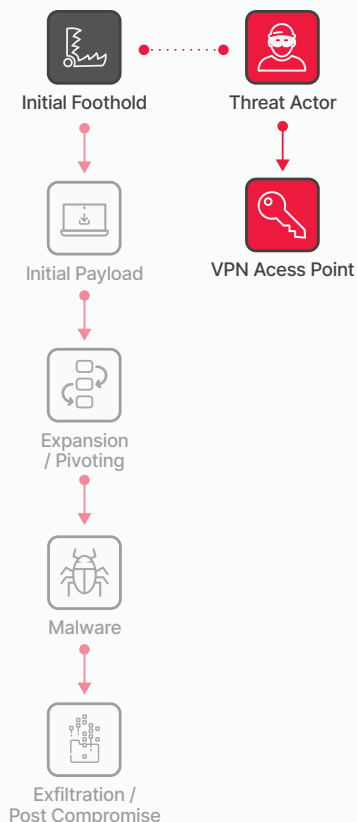 Initial Foothold
Threat Actor
VPN Acess Point
Initial Payload
Expansion
/ Pivoting
Malware
Exfiltration /
Post Compromise